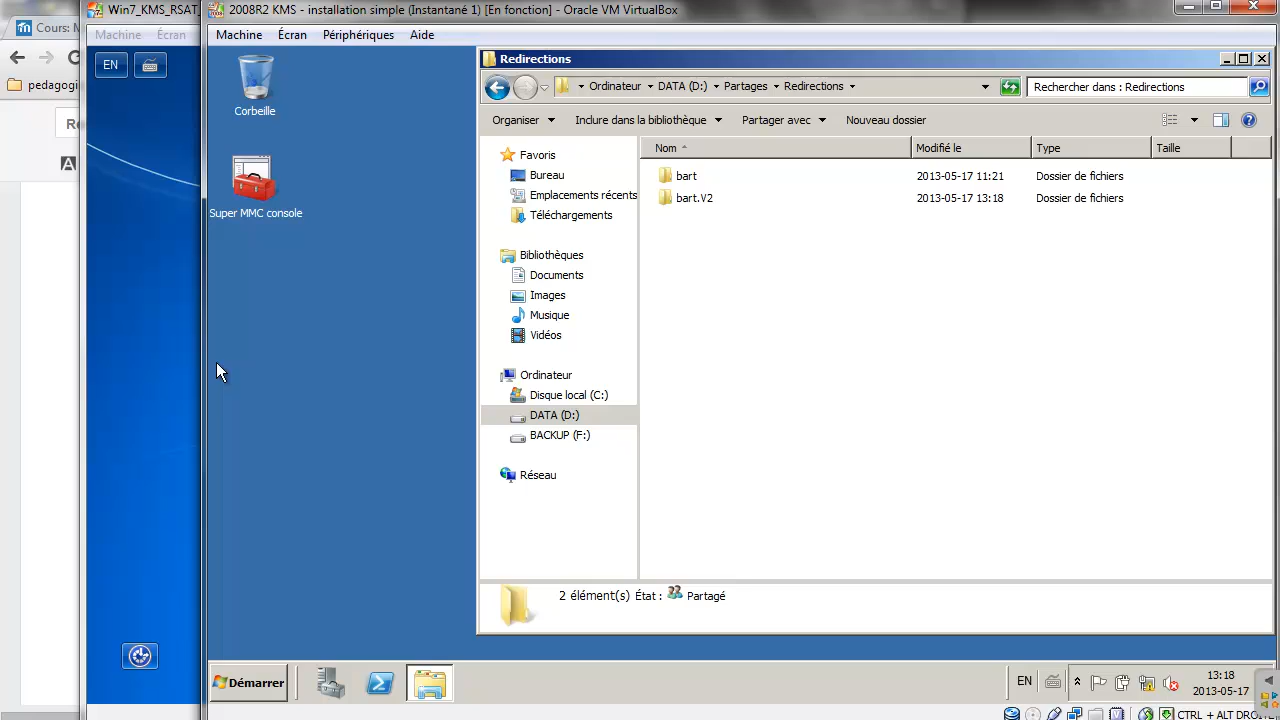 Win7_KMS_RSAT_
2008R2 KMS - installation simple (Instantané 1) [En fonction] - Oracle VM VirtualBox
Cours: M
Machine Écran
Machine Écran Périphériques Aide
pedagogi
EN
Corbeille
Super MMC console
Redirections
Ordinateur DATA (D:) Partages Redirections
Rechercher dans : Redirections
Organiser Inclure dans la bibliothèque Partager avec Nouveau dossier
Nom Modifié le Type Taille
bart 2013-05-17 11:21 Dossier de fichiers
bart.V2 2013-05-17 13:18 Dossier de fichiers
Favoris
Bureau
Emplacements récents
Téléchargements
Bibliothèques
Documents
Images
Musique
Vidéos
Ordinateur
Disque local (C:)
DATA (D:)
BACKUP (F:)
Réseau
2 élément(s) État : Partagé
Re
A
Démarrer
EN
13:18
2013-05-17
CTRL + ALT DROITE